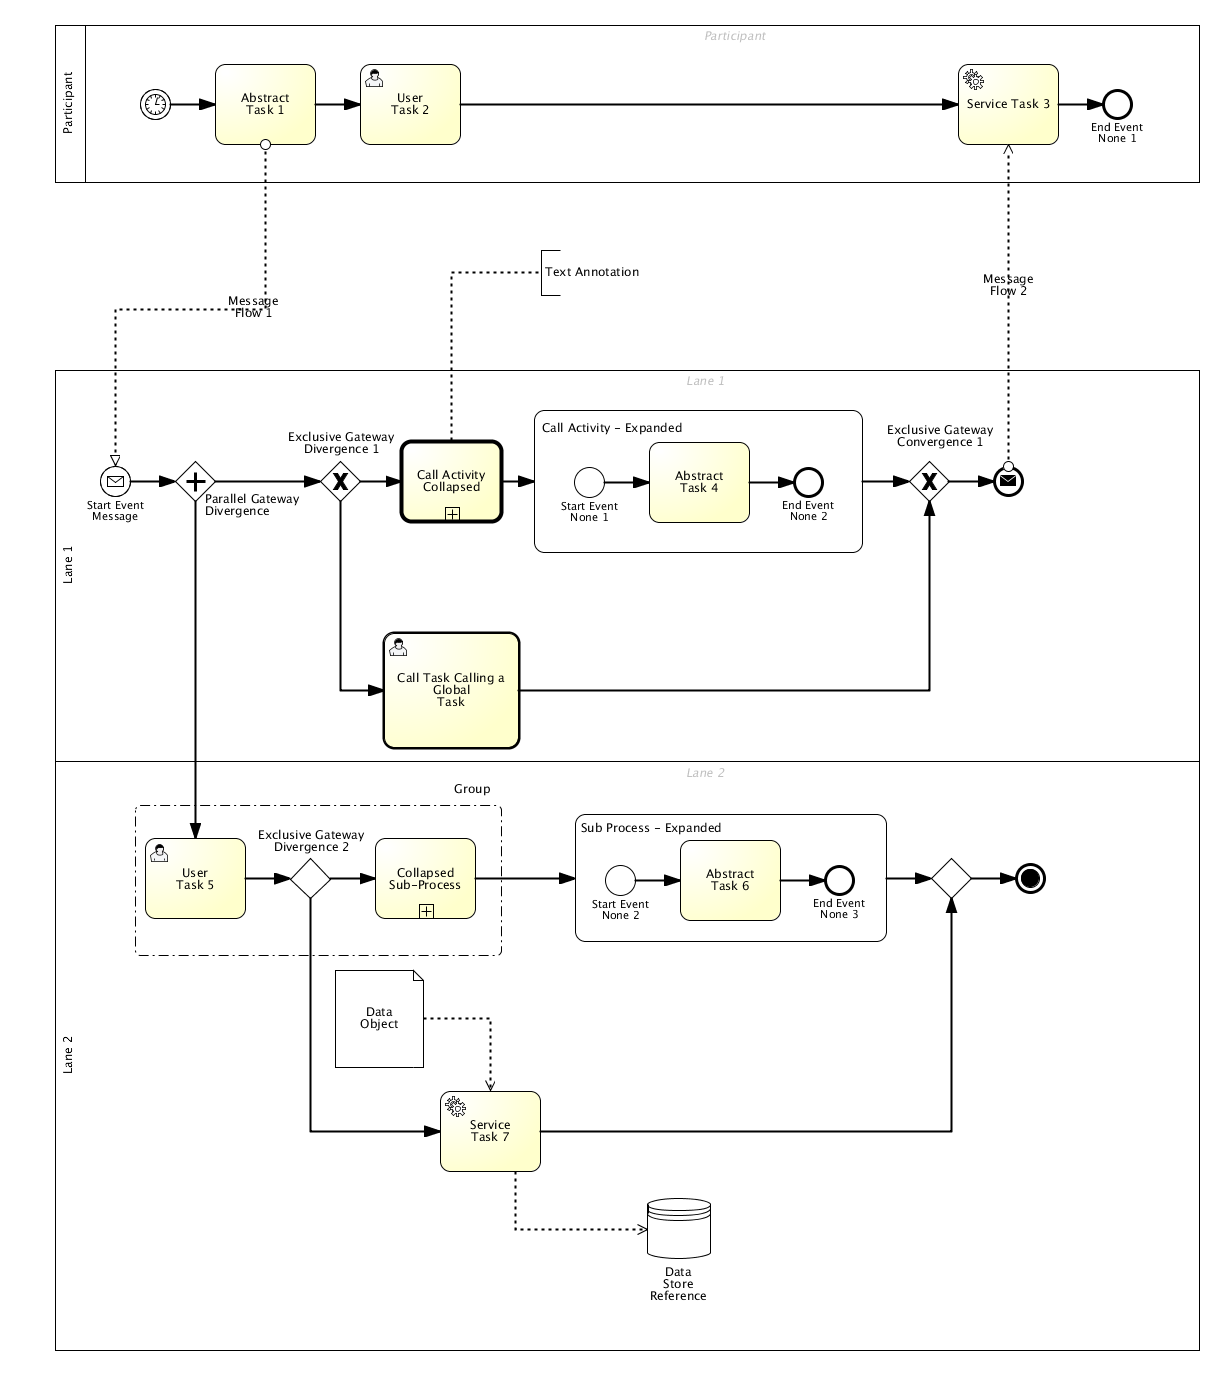 Participant
Participant
Abstract
Task 1
User
Task 2
Service Task 3
End Event
None 1
Text Annotation
Message
Flow 1
Message
Flow 2
Lane 1
Lane 1
Call Activity – Expanded
Exclusive Gateway
Divergence 1
Exclusive Gateway
Convergence 1
Call Activity
Collapsed
Abstract
Task 4
Start Event
Message
Parallel Gateway
Divergence
Start Event
None 1
End Event
None 2
Call Task Calling a
Global
Task
Lane 2
Lane 2
Group
Exclusive Gateway
Divergence 2
Sub Process – Expanded
User
Task 5
Collapsed
Sub-Process
Abstract
Task 6
Start Event
None 2
End Event
None 3
Data
Object
Service
Task 7
Data
Store
Reference